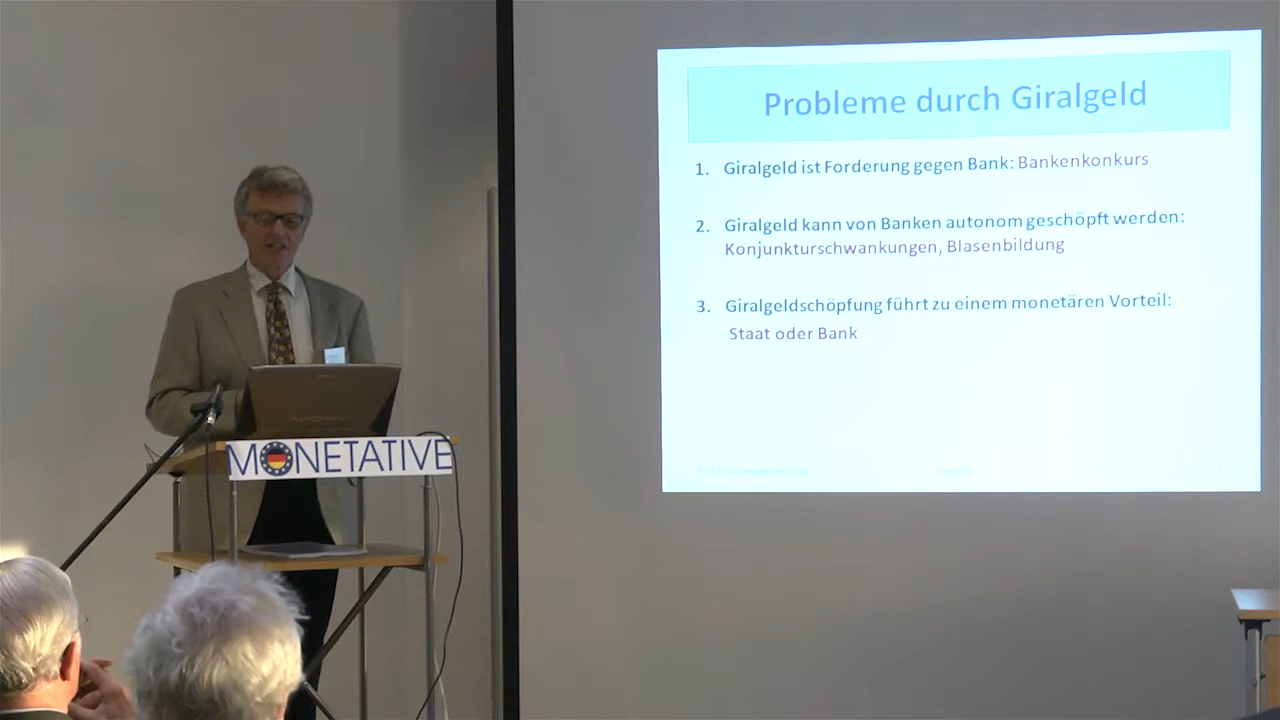 Probleme durch Giralgeld
1. Giralgeld ist Forderung gegen Bank: Bankenkonkurs
2. Giralgeld kann von Banken autonom geschöpft werden:
Konjunkturschwankungen, Blasenbildung
3. Giralgeldschöpfung führt zu einem monetären Vorteil:
Staat oder Bank
MONETATIVE